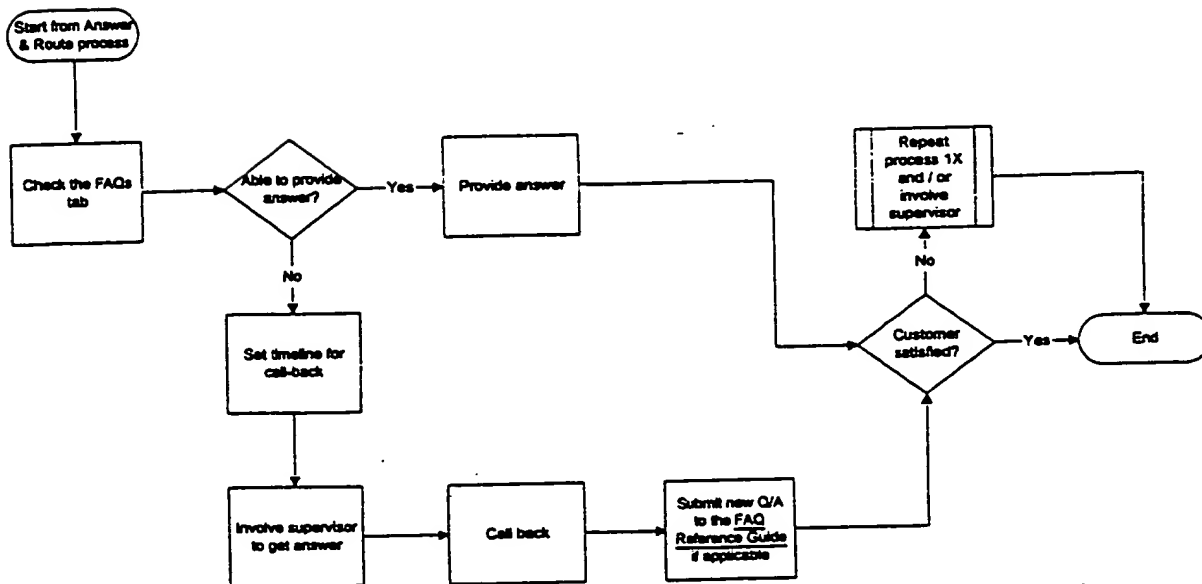 Start from Answer
& Route process
Check the FAQs
tab
Able to provide
answer?
Yes
Provide answer
Repeat
process 1X
and / or
involve
supervisor
No
No
Set timeline for
call-back
Customer
satisfied?
Yes
End
Involve supervisor
to get answer
Call back
Submit new Q/A
to the FAQ
Reference Guide
if applicable